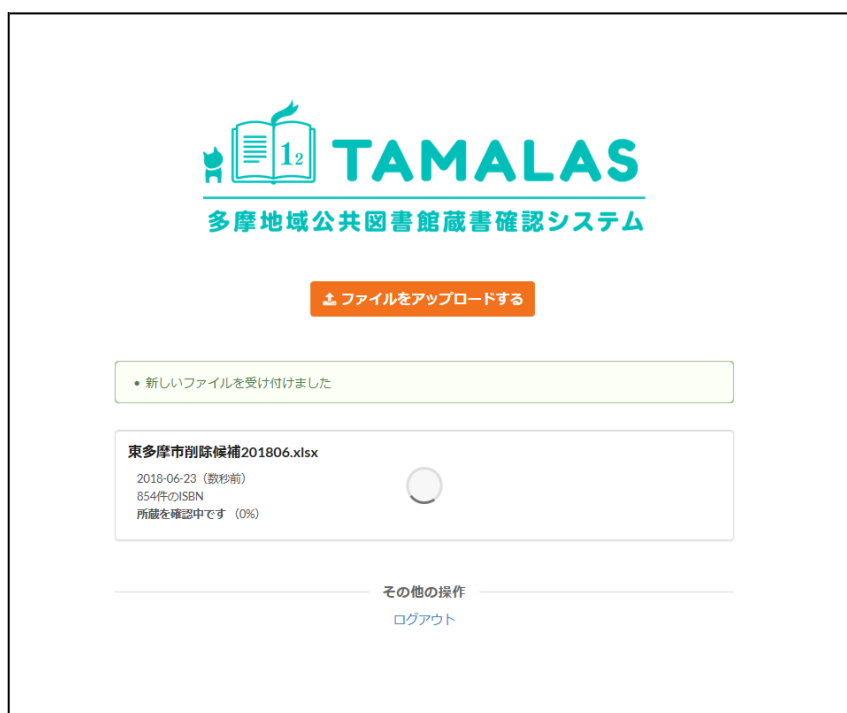 12
TAMALAS
多摩地域公共図書館蔵書確認システム
ファイルをアップロードする
• 新しいファイルを受け付けました
東多摩市削除候補201806.xlsx
2018-06-23（数秒前）
854件のISBN
所蔵を確認中です（0%）
その他の操作
ログアウト